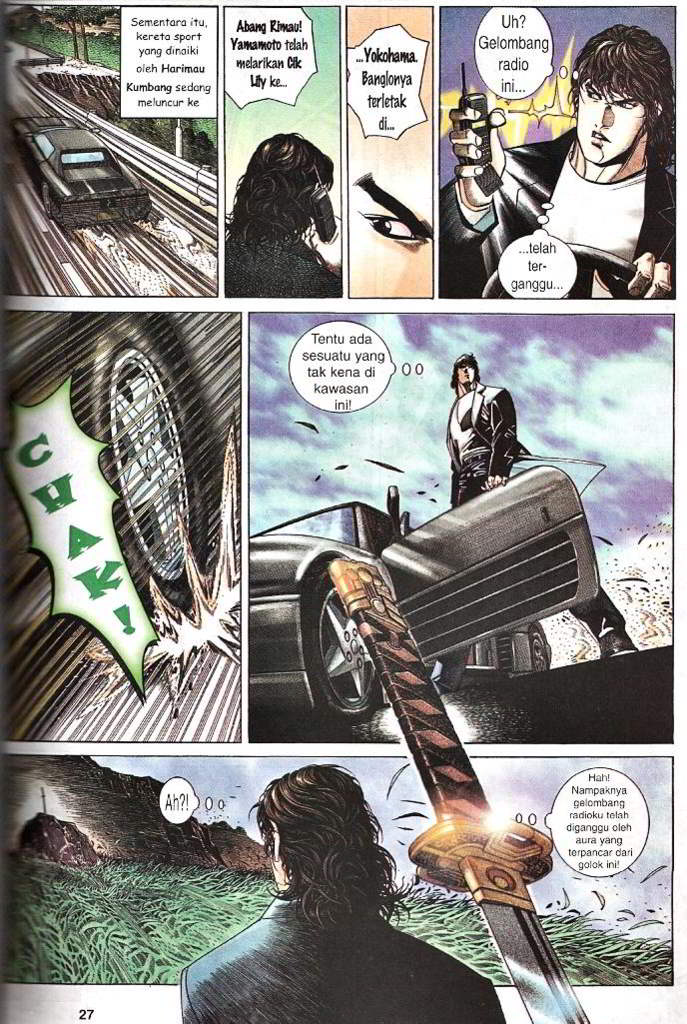 Sementara itu,
kereta sport
yang dinaiki
oleh Harimau
Kumbang sedang
meluncur ke
Abang Rimau!
Yamamoto telah
melarikan Cik
Lily ke...
...Yokohama.
Banglonya
terletak
di...
Uh?
Gelombang
radio
ini...
...telah
ter-
ganggu...
CHAK!
Tentu ada
sesuatu yang
tak kena di
kawasan
ini!
Ah?!
Hah!
Nampaknya
gelombang
radioku telah
diganggu oleh
aura yang
terpancar dari
golok ini!
27